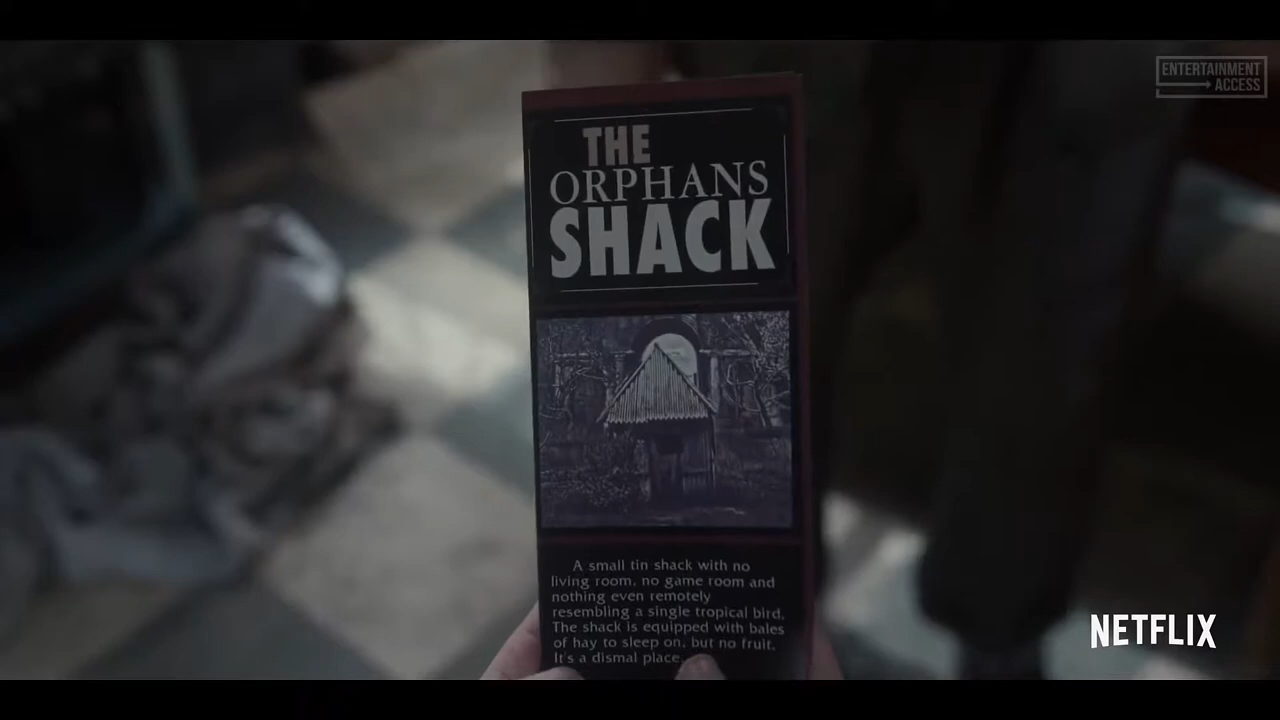 ENTERTAINMENT
ACCESS
THE
ORPHANS
SHACK
A small tin shack with no
living room, no game room and
nothing even remotely
resembling a single tropical bird.
The shack is equipped with bales
of hay to sleep on, but no fruit.
It's a dismal place.
NETFLIX